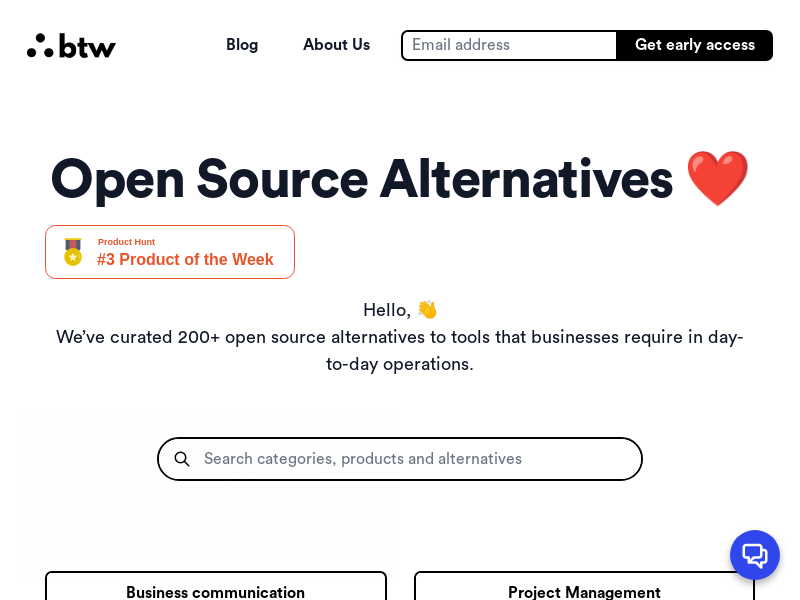 btw
Blog
About Us
Email address
Get early access
Open Source Alternatives ❤️
Product Hunt
#3 Product of the Week
Hello, 👋
We’ve curated 200+ open source alternatives to tools that businesses require in day-
to-day operations.
Search categories, products and alternatives
Business communication
Project Management